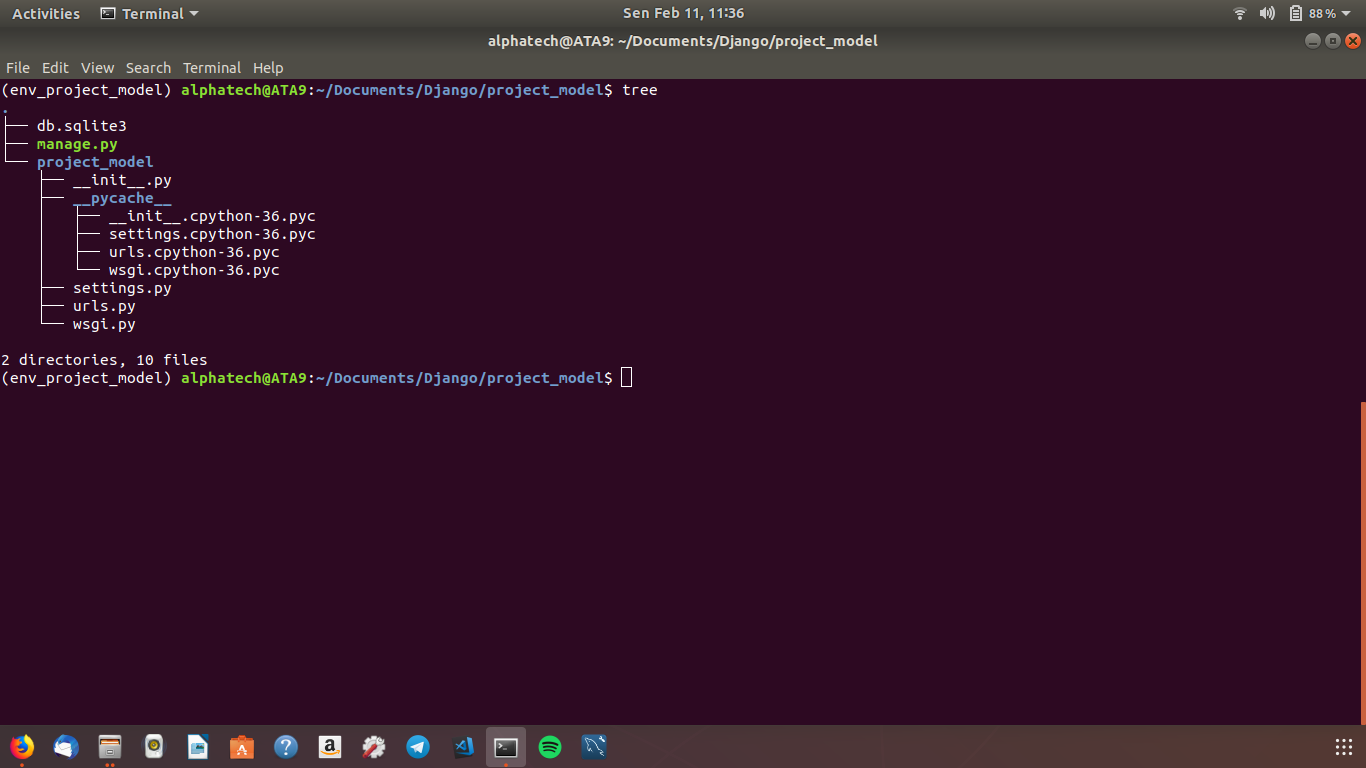 Activities Terminal Sen Feb 11, 11:36 88%
alphatech@ATA9: ~/Documents/Django/project_model
File Edit View Search Terminal Help
(env_project_model) alphatech@ATA9:~/Documents/Django/project_model$ tree
.
├── db.sqlite3
├── manage.py
└── project_model
    ├── __init__.py
    ├── __pycache__
    │   ├── __init__.cpython-36.pyc
    │   ├── settings.cpython-36.pyc
    │   ├── urls.cpython-36.pyc
    │   └── wsgi.cpython-36.pyc
    ├── settings.py
    ├── urls.py
    └── wsgi.py

2 directories, 10 files
(env_project_model) alphatech@ATA9:~/Documents/Django/project_model$